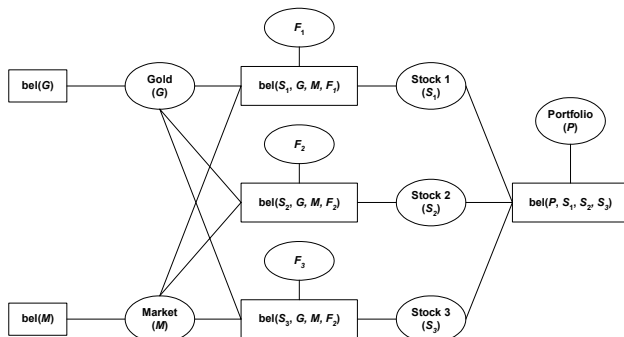 F1
bel(G)
Gold
(G)
bel(S1, G, M, F1)
Stock 1
(S1)
Portfolio
(P)
F2
bel(S2, G, M, F2)
Stock 2
(S2)
bel(P, S1, S2, S3)
F3
bel(M)
Market
(M)
bel(S3, G, M, F2)
Stock 3
(S3)